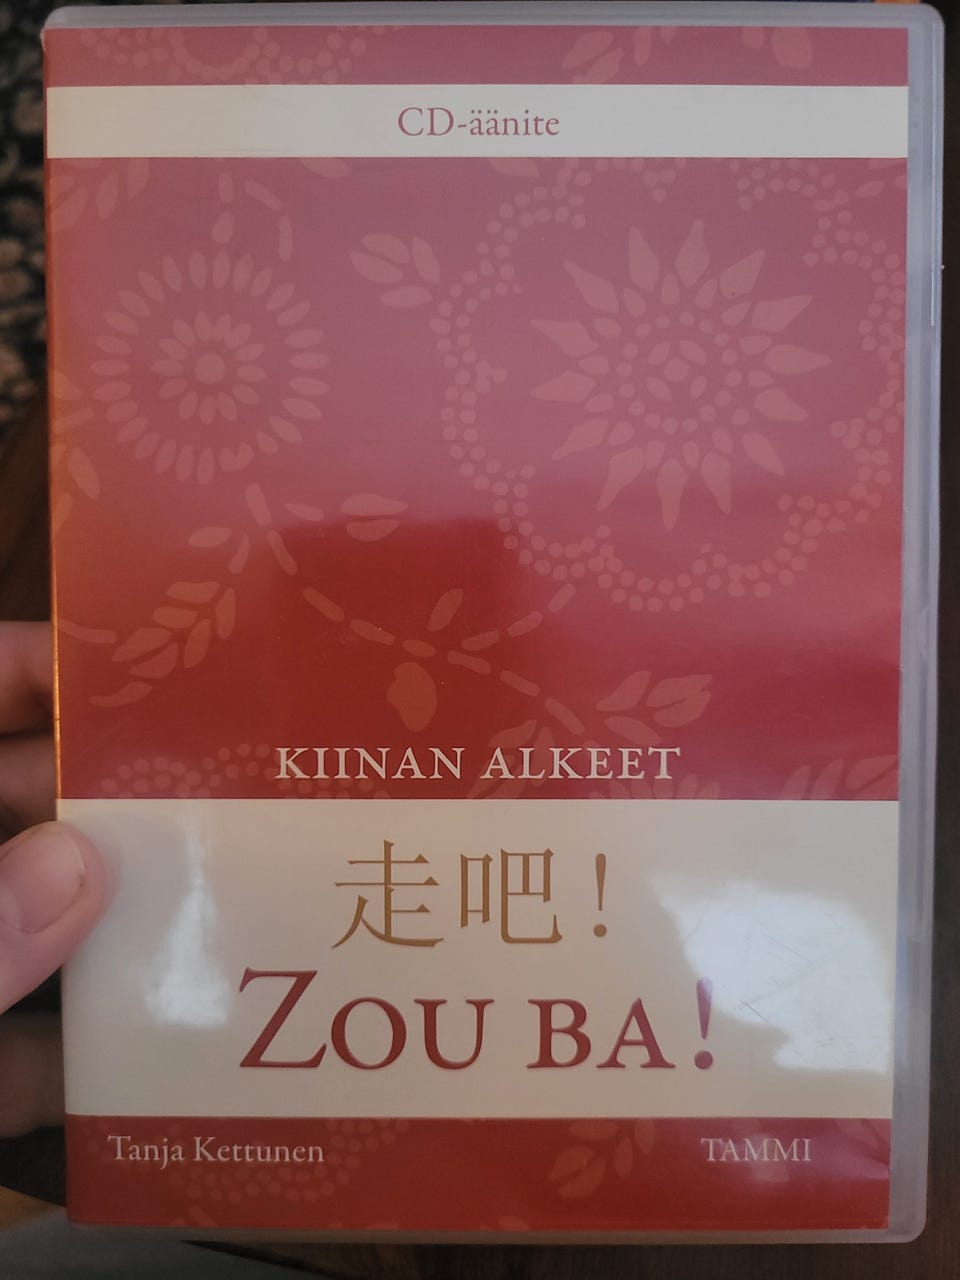 CD-äänite
KIINAN ALKEET
走吧！
ZOU BA!
Tanja Kettunen
TAMMI